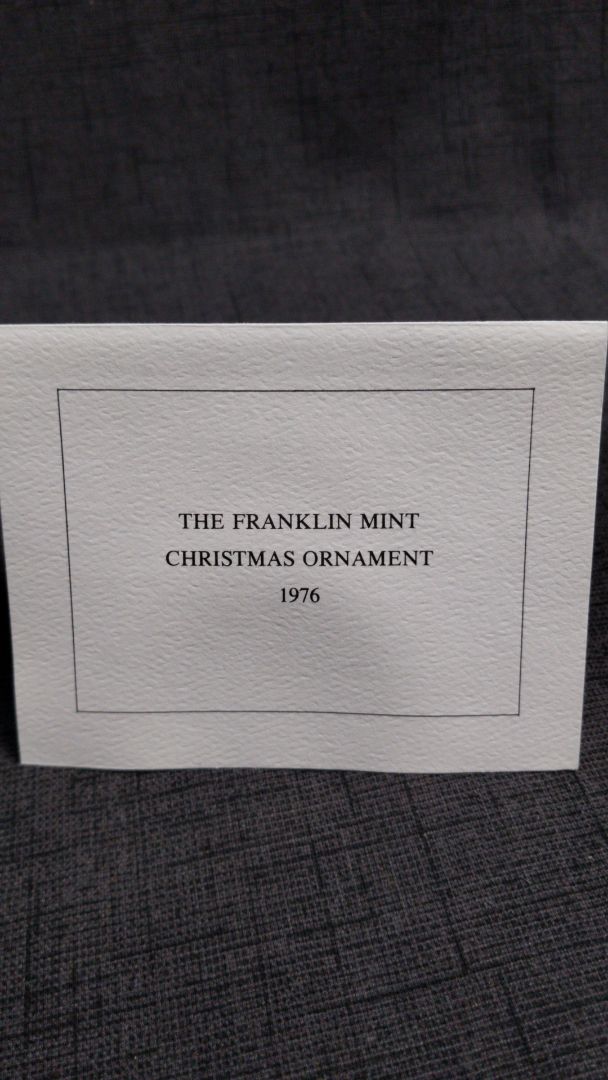 THE FRANKLIN MINT
CHRISTMAS ORNAMENT
1976